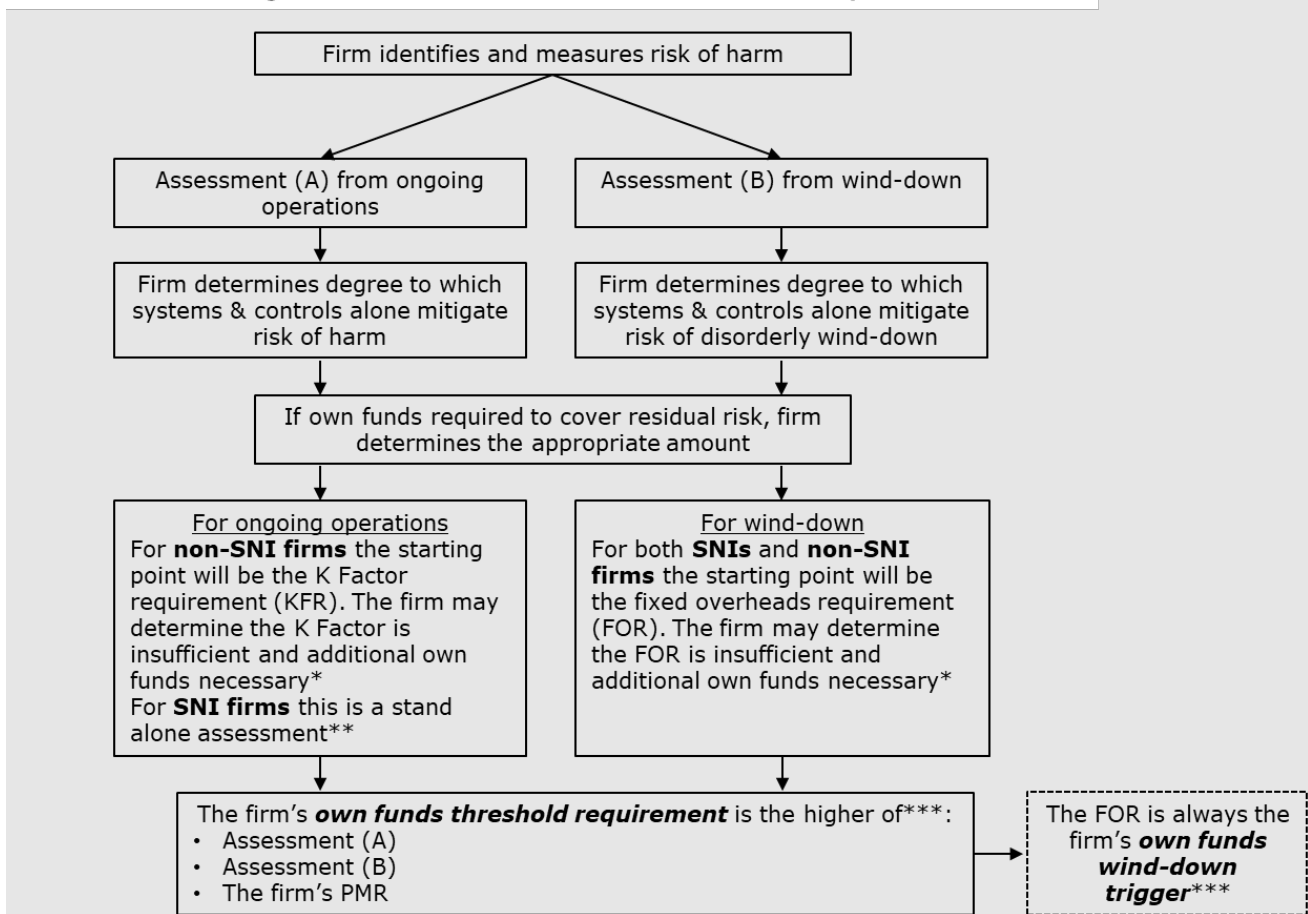 Firm identifies and measures risk of harm
Assessment (A) from ongoing
operations
Assessment (B) from wind-down
Firm determines degree to which
systems & controls alone mitigate
risk of harm
Firm determines degree to which
systems & controls alone mitigate
risk of disorderly wind-down
If own funds required to cover residual risk, firm
determines the appropriate amount
For ongoing operations
For non-SNI firms the starting
point will be the K Factor
requirement (KFR). The firm may
determine the K Factor is
insufficient and additional own
funds necessary*
For SNI firms this is a stand
alone assessment**
For wind-down
For both SNIs and non-SNI
firms the starting point will be
the fixed overheads requirement
(FOR). The firm may determine
the FOR is insufficient and
additional own funds necessary*
The firm's own funds threshold requirement is the higher of***:
• Assessment (A)
• Assessment (B)
• The firm's PMR
The FOR is always the
firm's own funds
wind-down
trigger***